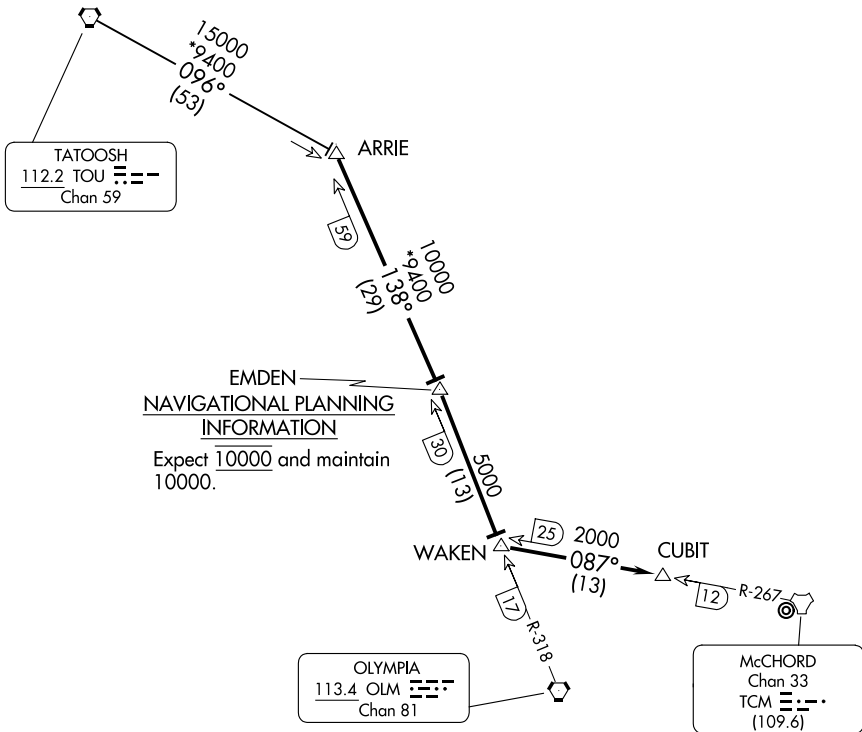 15000
*9400
096°
(53)
TATOOSH
112.2 TOU
Chan 59
ARRIE
59
10000
*9400
138°
(29)
EMDEN
NAVIGATIONAL PLANNING
INFORMATION
Expect 10000 and maintain
10000.
30
5000
(13)
WAKEN
25
2000
087°
(13)
CUBIT
12
R-267
17
R-318
OLYMPIA
113.4 OLM
Chan 81
McCHORD
Chan 33
TCM
(109.6)